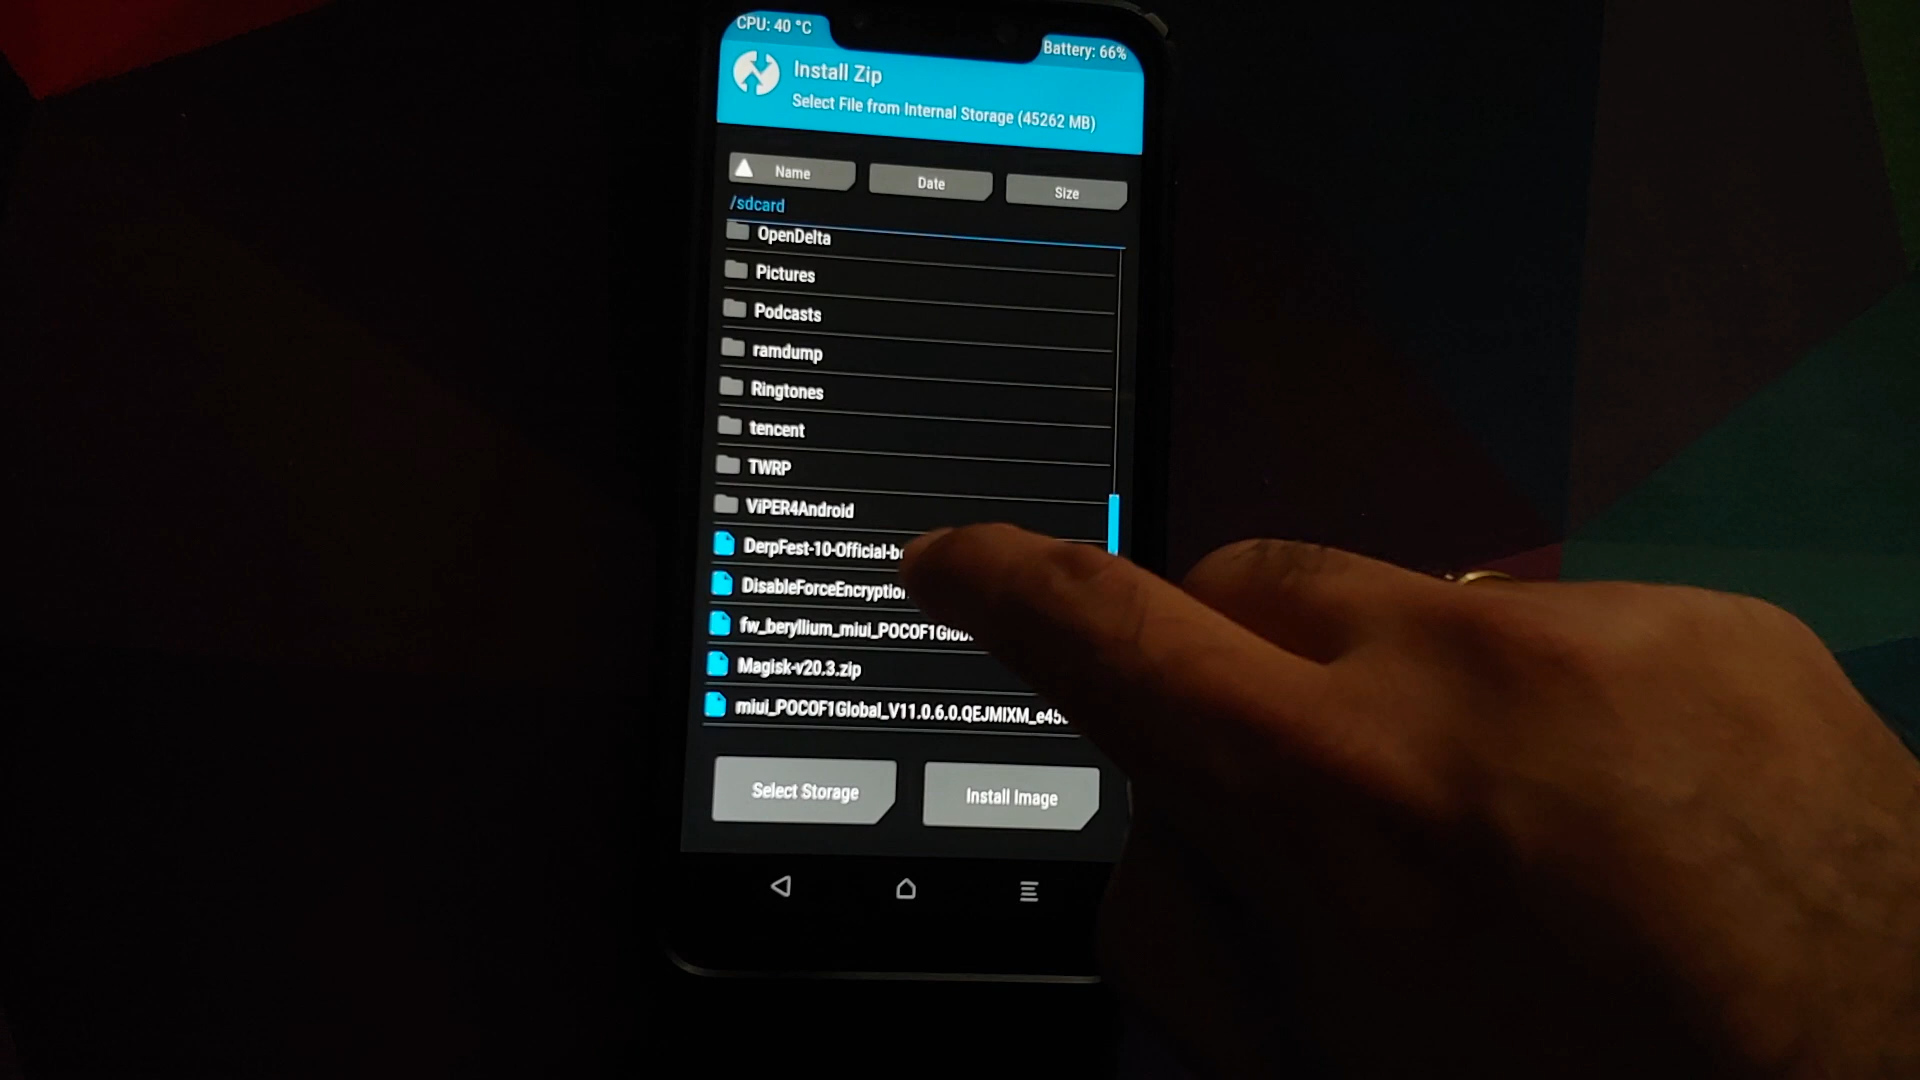 CPU: 40 °C
Battery: 66%
Install Zip
Select File from Internal Storage (45262 MB)
Name
Date
Size
/sdcard
OpenDelta
Pictures
Podcasts
ramdump
Ringtones
tencent
TWRP
ViPER4Android
DerpFest-10-Official-b
DisableForceEncryption
fw_beryllium_miui_POCOF1Glob
Magisk-v20.3.zip
miui_POCOF1Global_V11.0.6.0.QEJMIXM_e45
Select Storage
Install Image